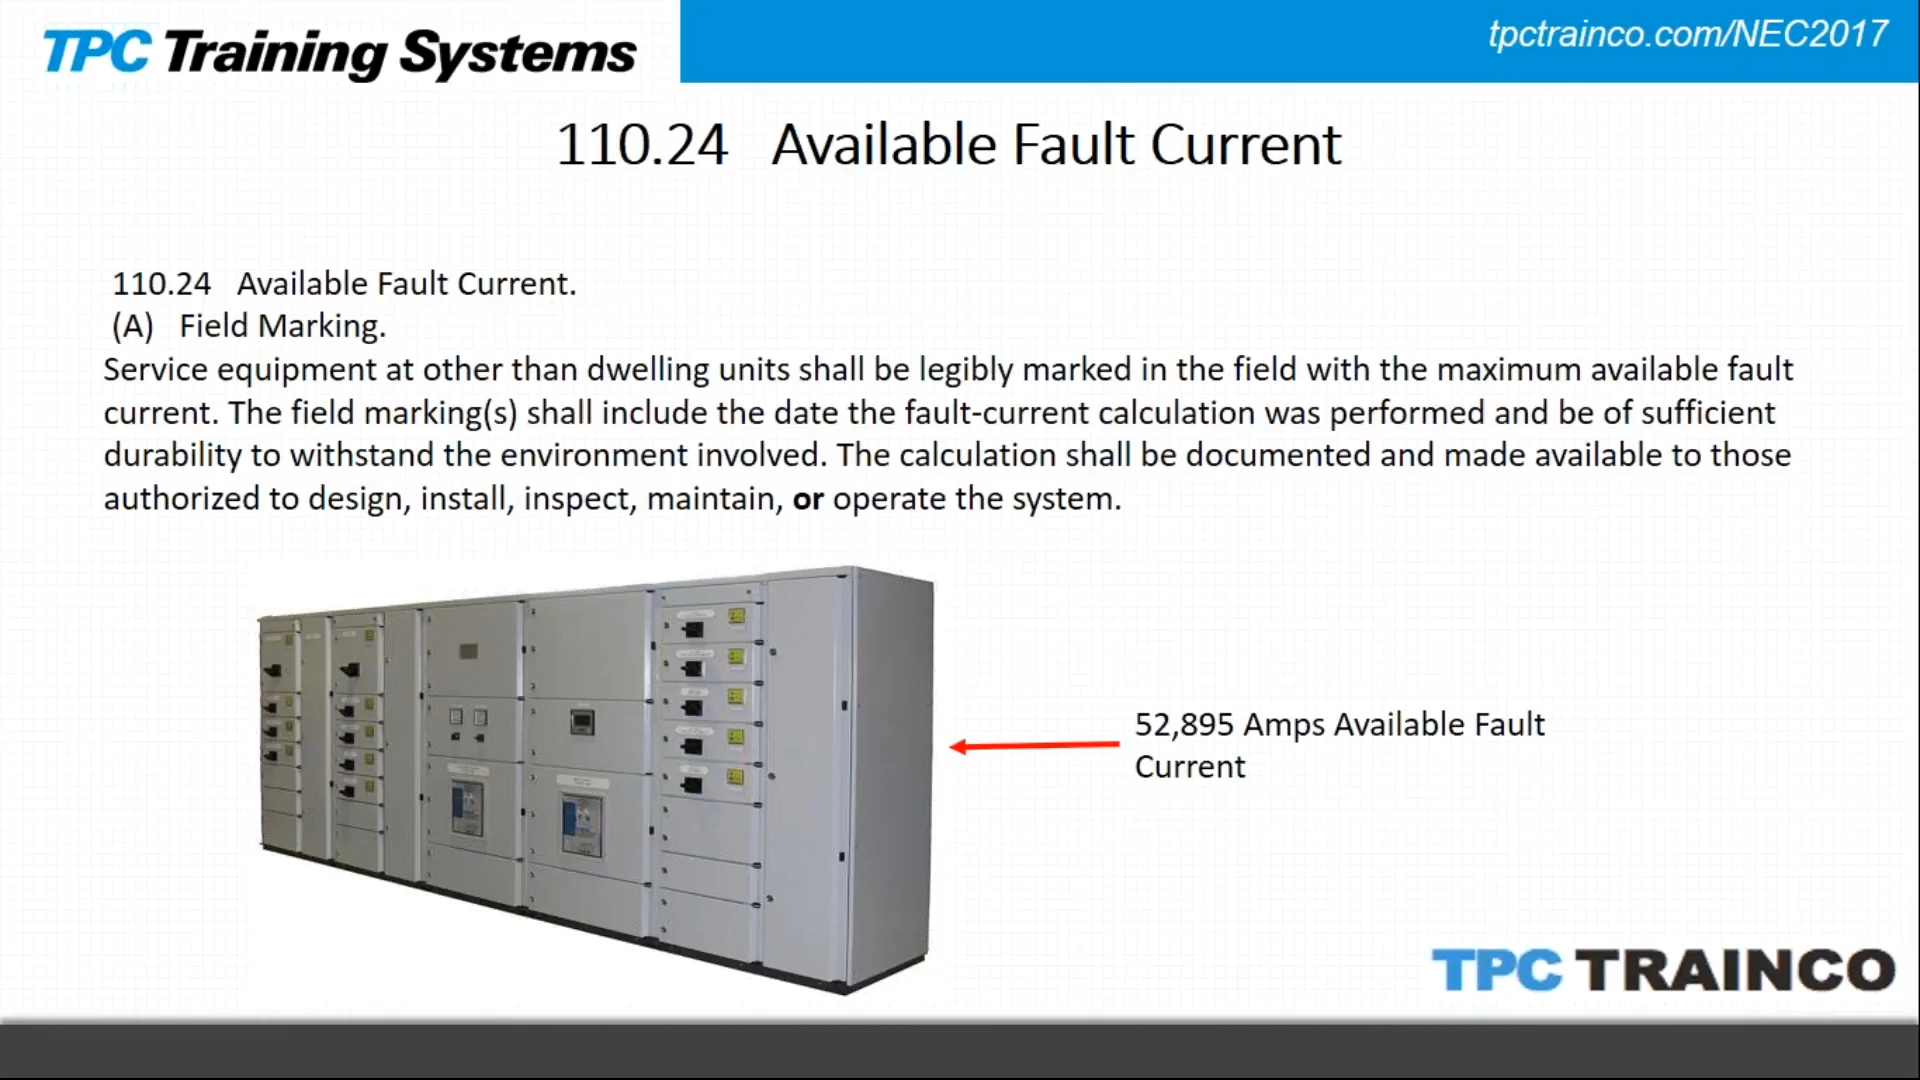 TPC Training Systems
tpctrainco.com/NEC2017
110.24 Available Fault Current
110.24 Available Fault Current.
(A) Field Marking.
Service equipment at other than dwelling units shall be legibly marked in the field with the maximum available fault
current. The field marking(s) shall include the date the fault-current calculation was performed and be of sufficient
durability to withstand the environment involved. The calculation shall be documented and made available to those
authorized to design, install, inspect, maintain, or operate the system.
52,895 Amps Available Fault
Current
TPC TRAINCO